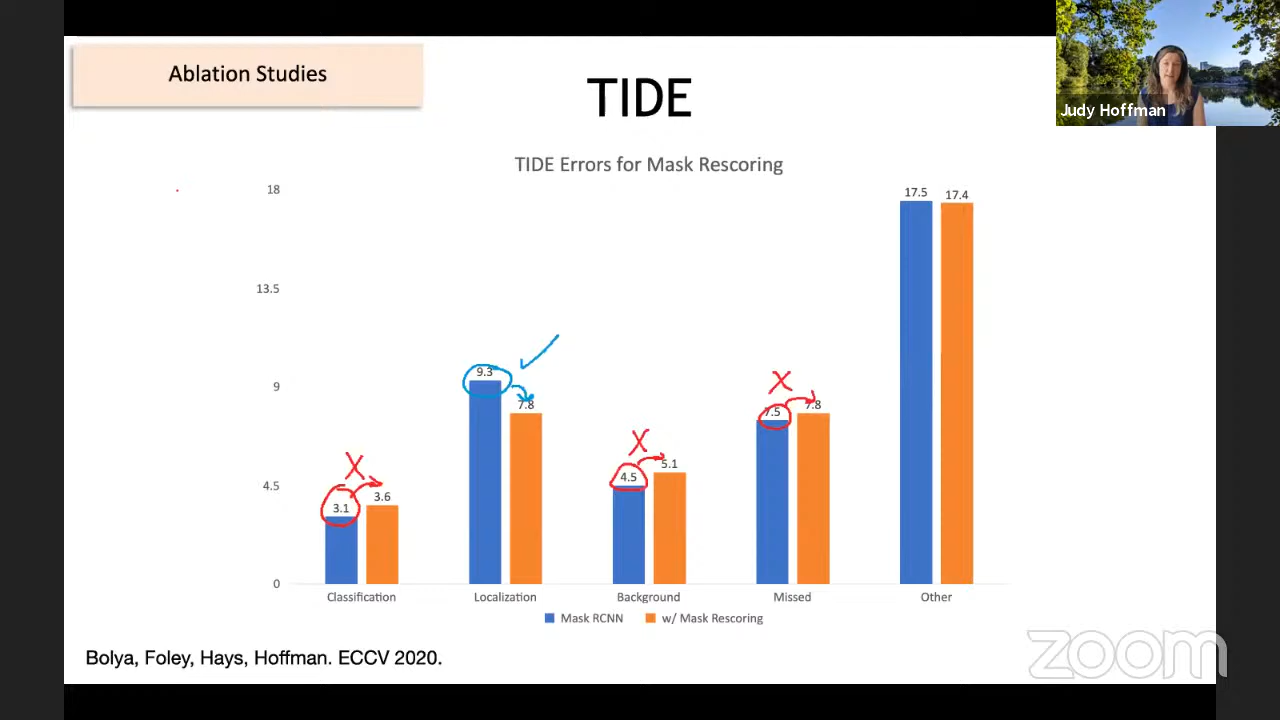 Ablation Studies
TIDE
Judy Hoffman
TIDE Errors for Mask Rescoring
18
13.5
9
4.5
0
3.1
3.6
9.3
7.8
4.5
5.1
7.5
7.8
17.5
17.4
X
X
X
Classification
Localization
Background
Missed
Other
Mask RCNN
w/ Mask Rescoring
Bolya, Foley, Hays, Hoffman. ECCV 2020.
zoom